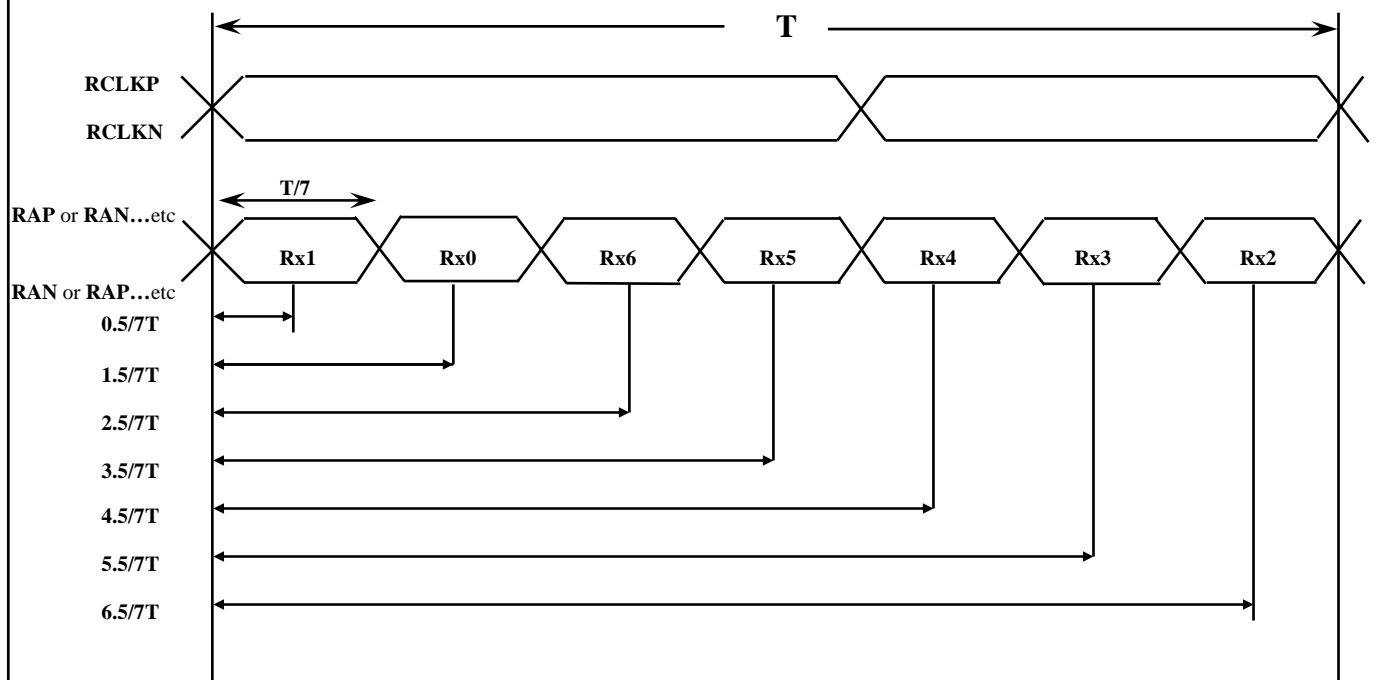 T
RCLKP
RCLKN
T/7
RAP or RAN...etc
Rx1 Rx0 Rx6 Rx5 Rx4 Rx3 Rx2
RAN or RAP...etc
0.5/7T
1.5/7T
2.5/7T
3.5/7T
4.5/7T
5.5/7T
6.5/7T